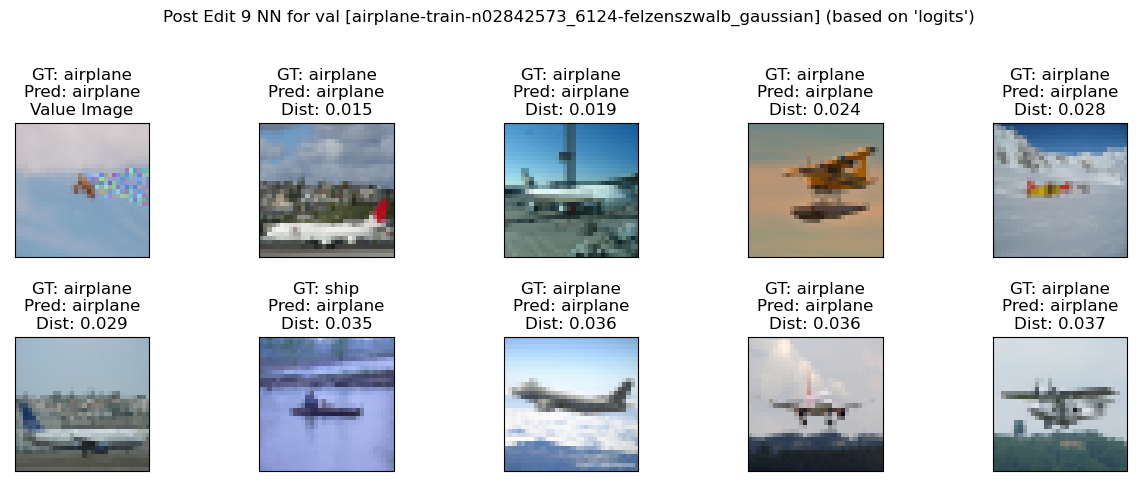 Post Edit 9 NN for val [airplane-train-n02842573_6124-felzenszwalb_gaussian] (based on 'logits')
GT: airplane
Pred: airplane
Value Image
GT: airplane
Pred: airplane
Dist: 0.015
GT: airplane
Pred: airplane
Dist: 0.019
GT: airplane
Pred: airplane
Dist: 0.024
GT: airplane
Pred: airplane
Dist: 0.028
GT: airplane
Pred: airplane
Dist: 0.029
GT: ship
Pred: airplane
Dist: 0.035
GT: airplane
Pred: airplane
Dist: 0.036
GT: airplane
Pred: airplane
Dist: 0.036
GT: airplane
Pred: airplane
Dist: 0.037